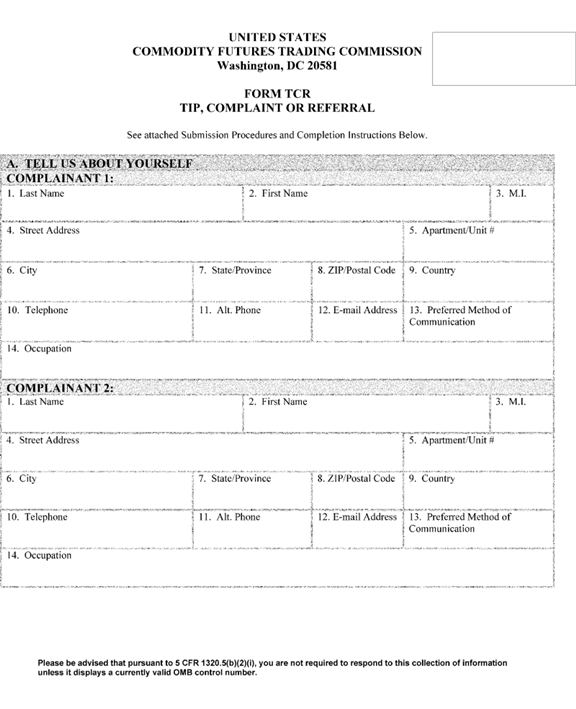 UNITED STATES
COMMODITY FUTURES TRADING COMMISSION
Washington, DC 20581
FORM TCR
TIP, COMPLAINT OR REFERRAL
See attached Submission Procedures and Completion Instructions Below.
A. TELL US ABOUT YOURSELF
COMPLAINANT 1:
1. Last Name 2. First Name 3. M.I.
4. Street Address 5. Apartment/Unit #
6. City 7. State/Province 8. ZIP/Postal Code 9. Country
10. Telephone 11. Alt. Phone 12. E-mail Address 13. Preferred Method of
Communication
14. Occupation
COMPLAINANT 2:
1. Last Name 2. First Name 3. M.I.
4. Street Address 5. Apartment/Unit #
6. City 7. State/Province 8. ZIP/Postal Code 9. Country
10. Telephone 11. Alt. Phone 12. E-mail Address 13. Preferred Method of
Communication
14. Occupation
Please be advised that pursuant to 5 CFR 1320.5(b)(2)(i), you are not required to respond to this collection of information
unless it displays a currently valid OMB control number.